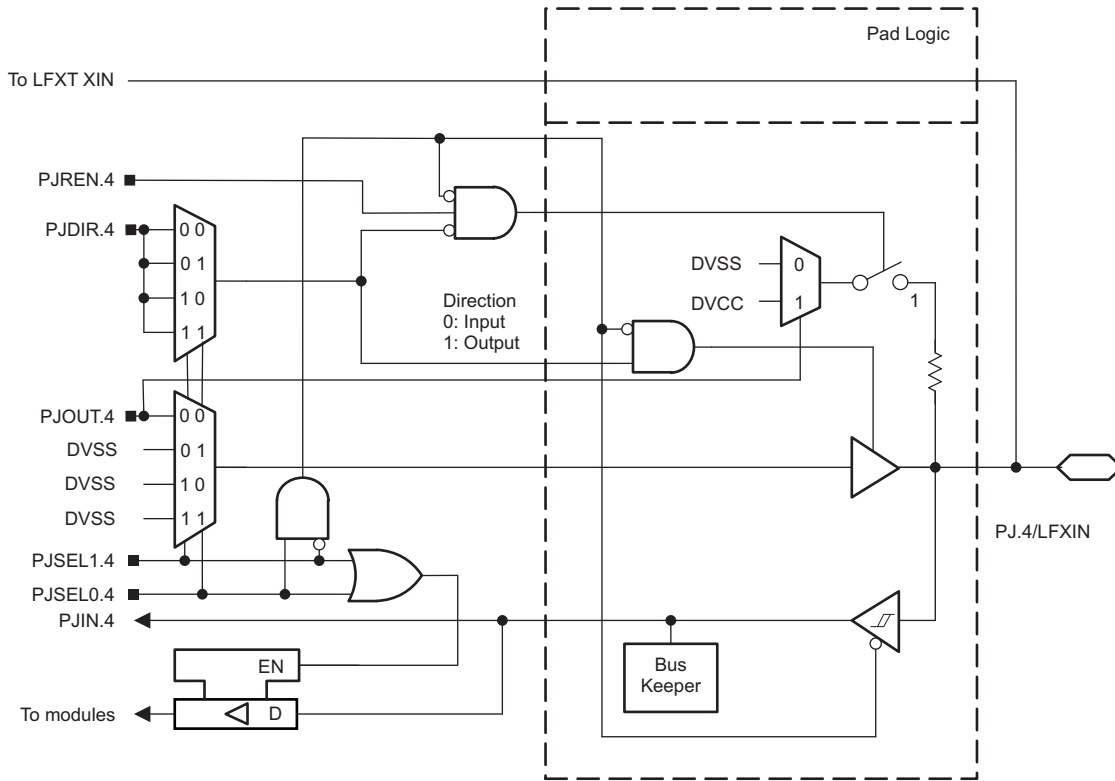 Pad Logic
To LFXT XIN
PJREN.4
PJDIR.4
0 0
0 1
1 0
1 1
Direction
0: Input
1: Output
DVSS
0
DVCC
1
1
PJOUT.4
0 0
DVSS
0 1
DVSS
1 0
DVSS
1 1
PJ.4/LFXIN
PJSEL1.4
PJSEL0.4
PJIN.4
Bus
Keeper
EN
To modules
D